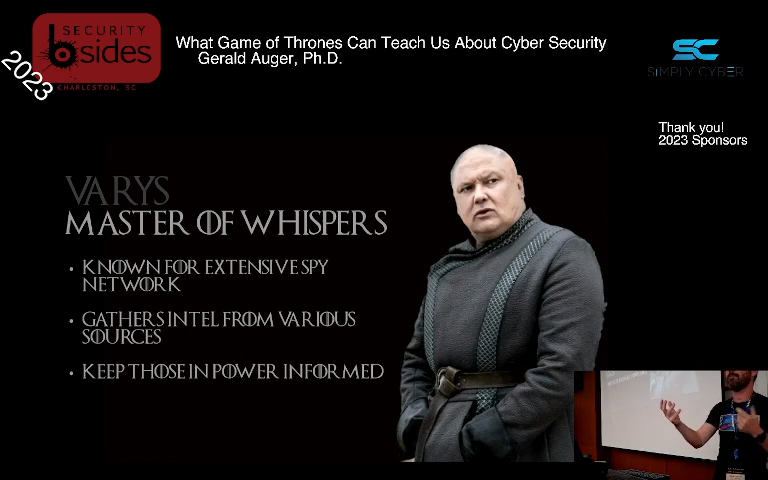 SECURITY
bsides
CHARLESTON, SC
2023
What Game of Thrones Can Teach Us About Cyber Security
Gerald Auger, Ph.D.
SC
SIMPLY CYBER
Thank you!
2023 Sponsors
VARYS
MASTER OF WHISPERS
• KNOWN FOR EXTENSIVE SPY
NETWORK
• GATHERS INTEL FROM VARIOUS
SOURCES
• KEEP THOSE IN POWER INFORMED